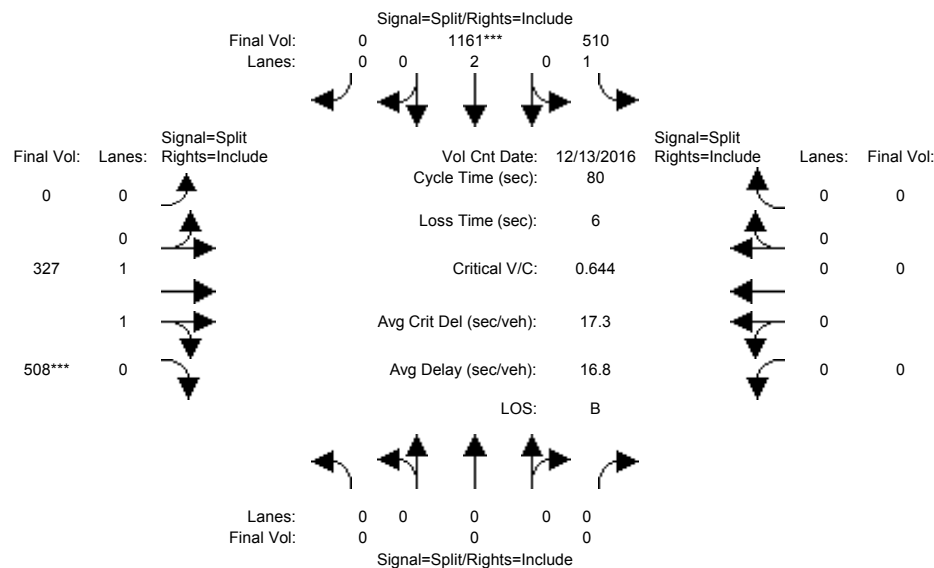 Signal=Split/Rights=Include
Final Vol: 0 1161*** 510
Lanes: 0 0 2 0 1
Signal=Split Signal=Split
Final Vol: Lanes: Rights=Include Vol Cnt Date: 12/13/2016 Rights=Include Lanes: Final Vol:
Cycle Time (sec): 80
0 0 0 0
Loss Time (sec): 6
0 0
327 1 Critical V/C: 0.644 0 0
1 Avg Crit Del (sec/veh): 17.3 0
508*** 0 Avg Delay (sec/veh): 16.8 0 0
LOS: B
Lanes: 0 0 0 0 0
Final Vol: 0 0 0
Signal=Split/Rights=Include